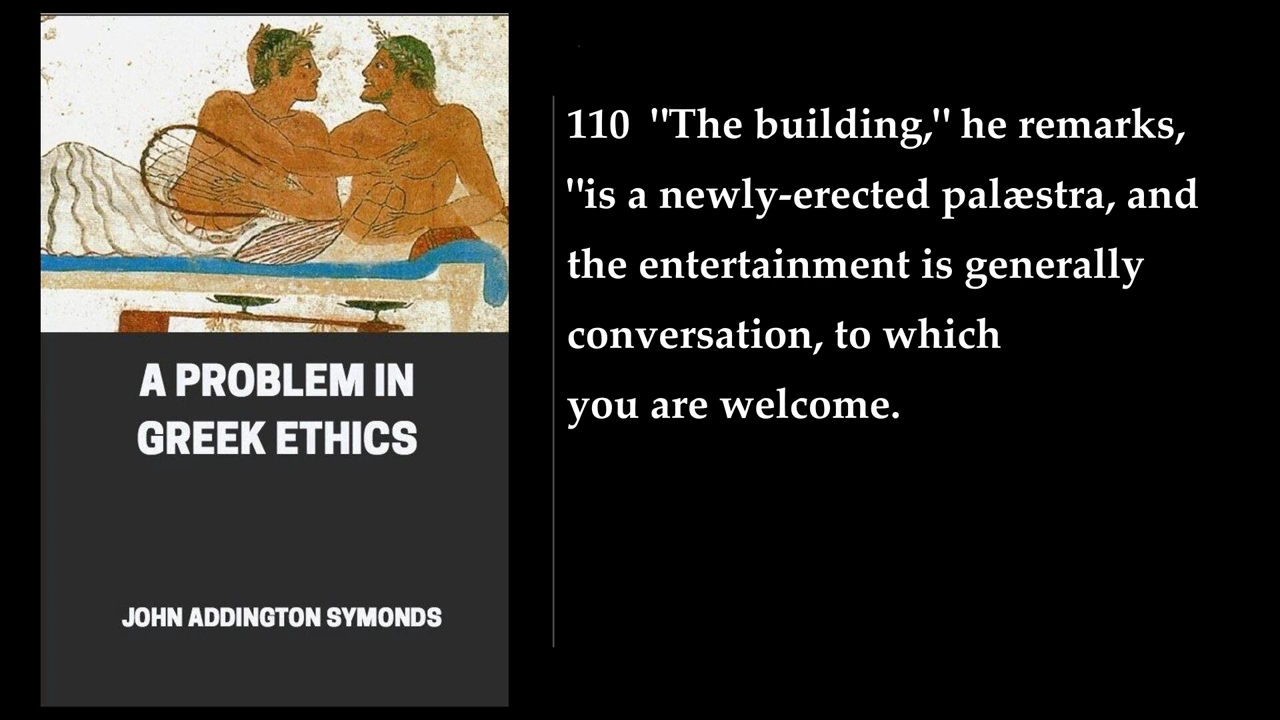 A PROBLEM IN
GREEK ETHICS
JOHN ADDINGTON SYMONDS
110 "The building," he remarks,
"is a newly-erected palæstra, and
the entertainment is generally
conversation, to which
you are welcome.